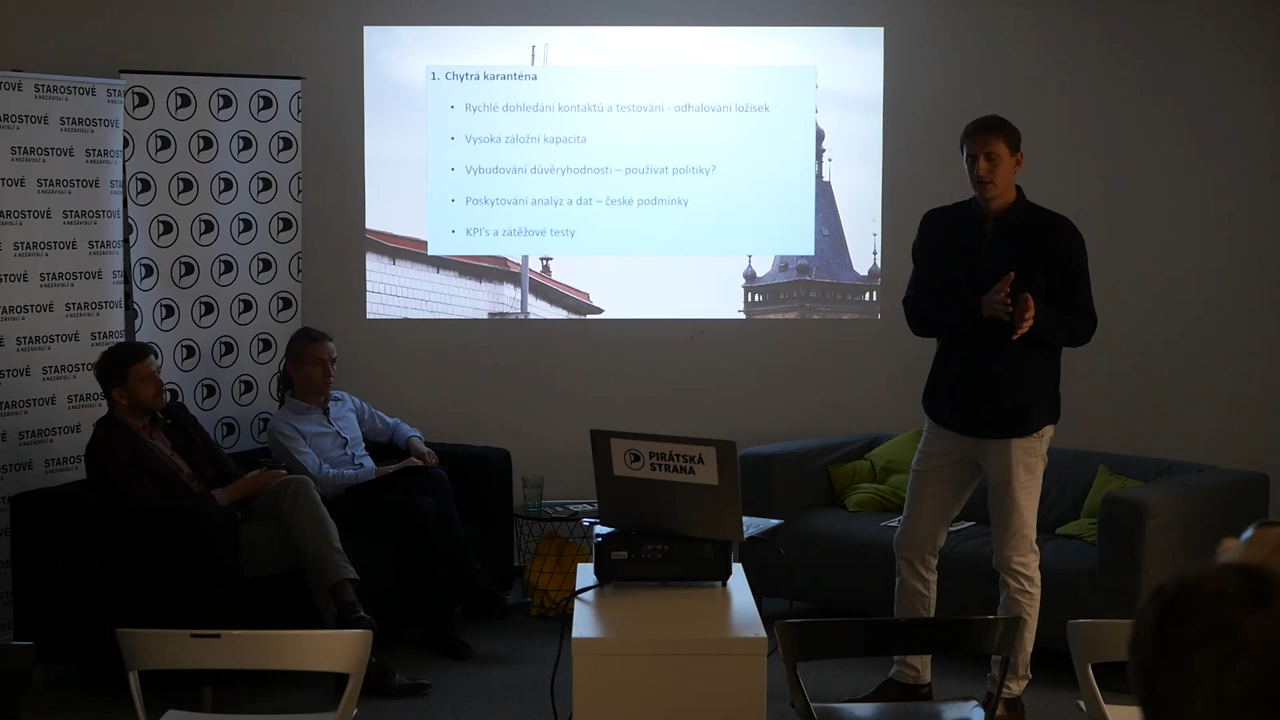 1. Chytrá karanténa
• Rychlé dohledání kontaktů a testování - odhalování ložisek
• Vysoká záložní kapacita
• Vybudování důvěryhodnosti – používat politiky?
• Poskytování analýz a dat – české podmínky
• KPI's a zátěžové testy
STAROSTOVÉ
A NEZÁVISLÍ
PIRÁTSKÁ
STRANA